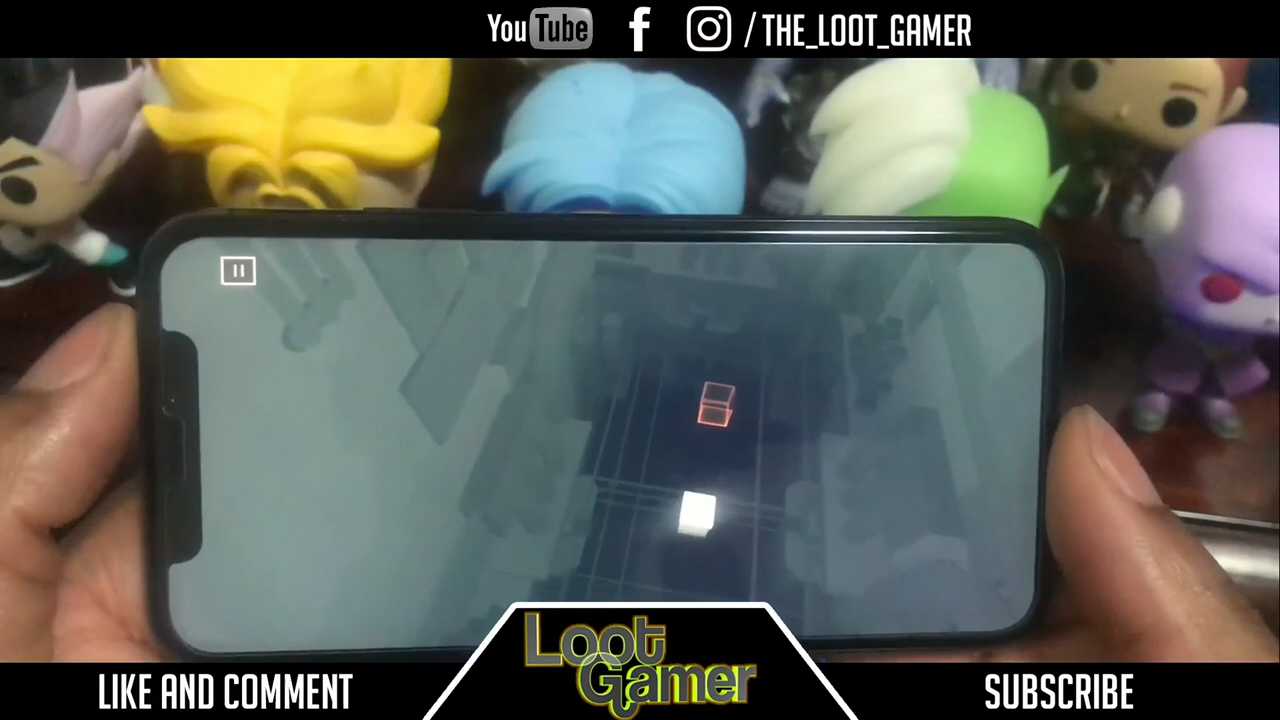 YouTube f / THE_LOOT_GAMER
Loot
Gamer
LIKE AND COMMENT
SUBSCRIBE